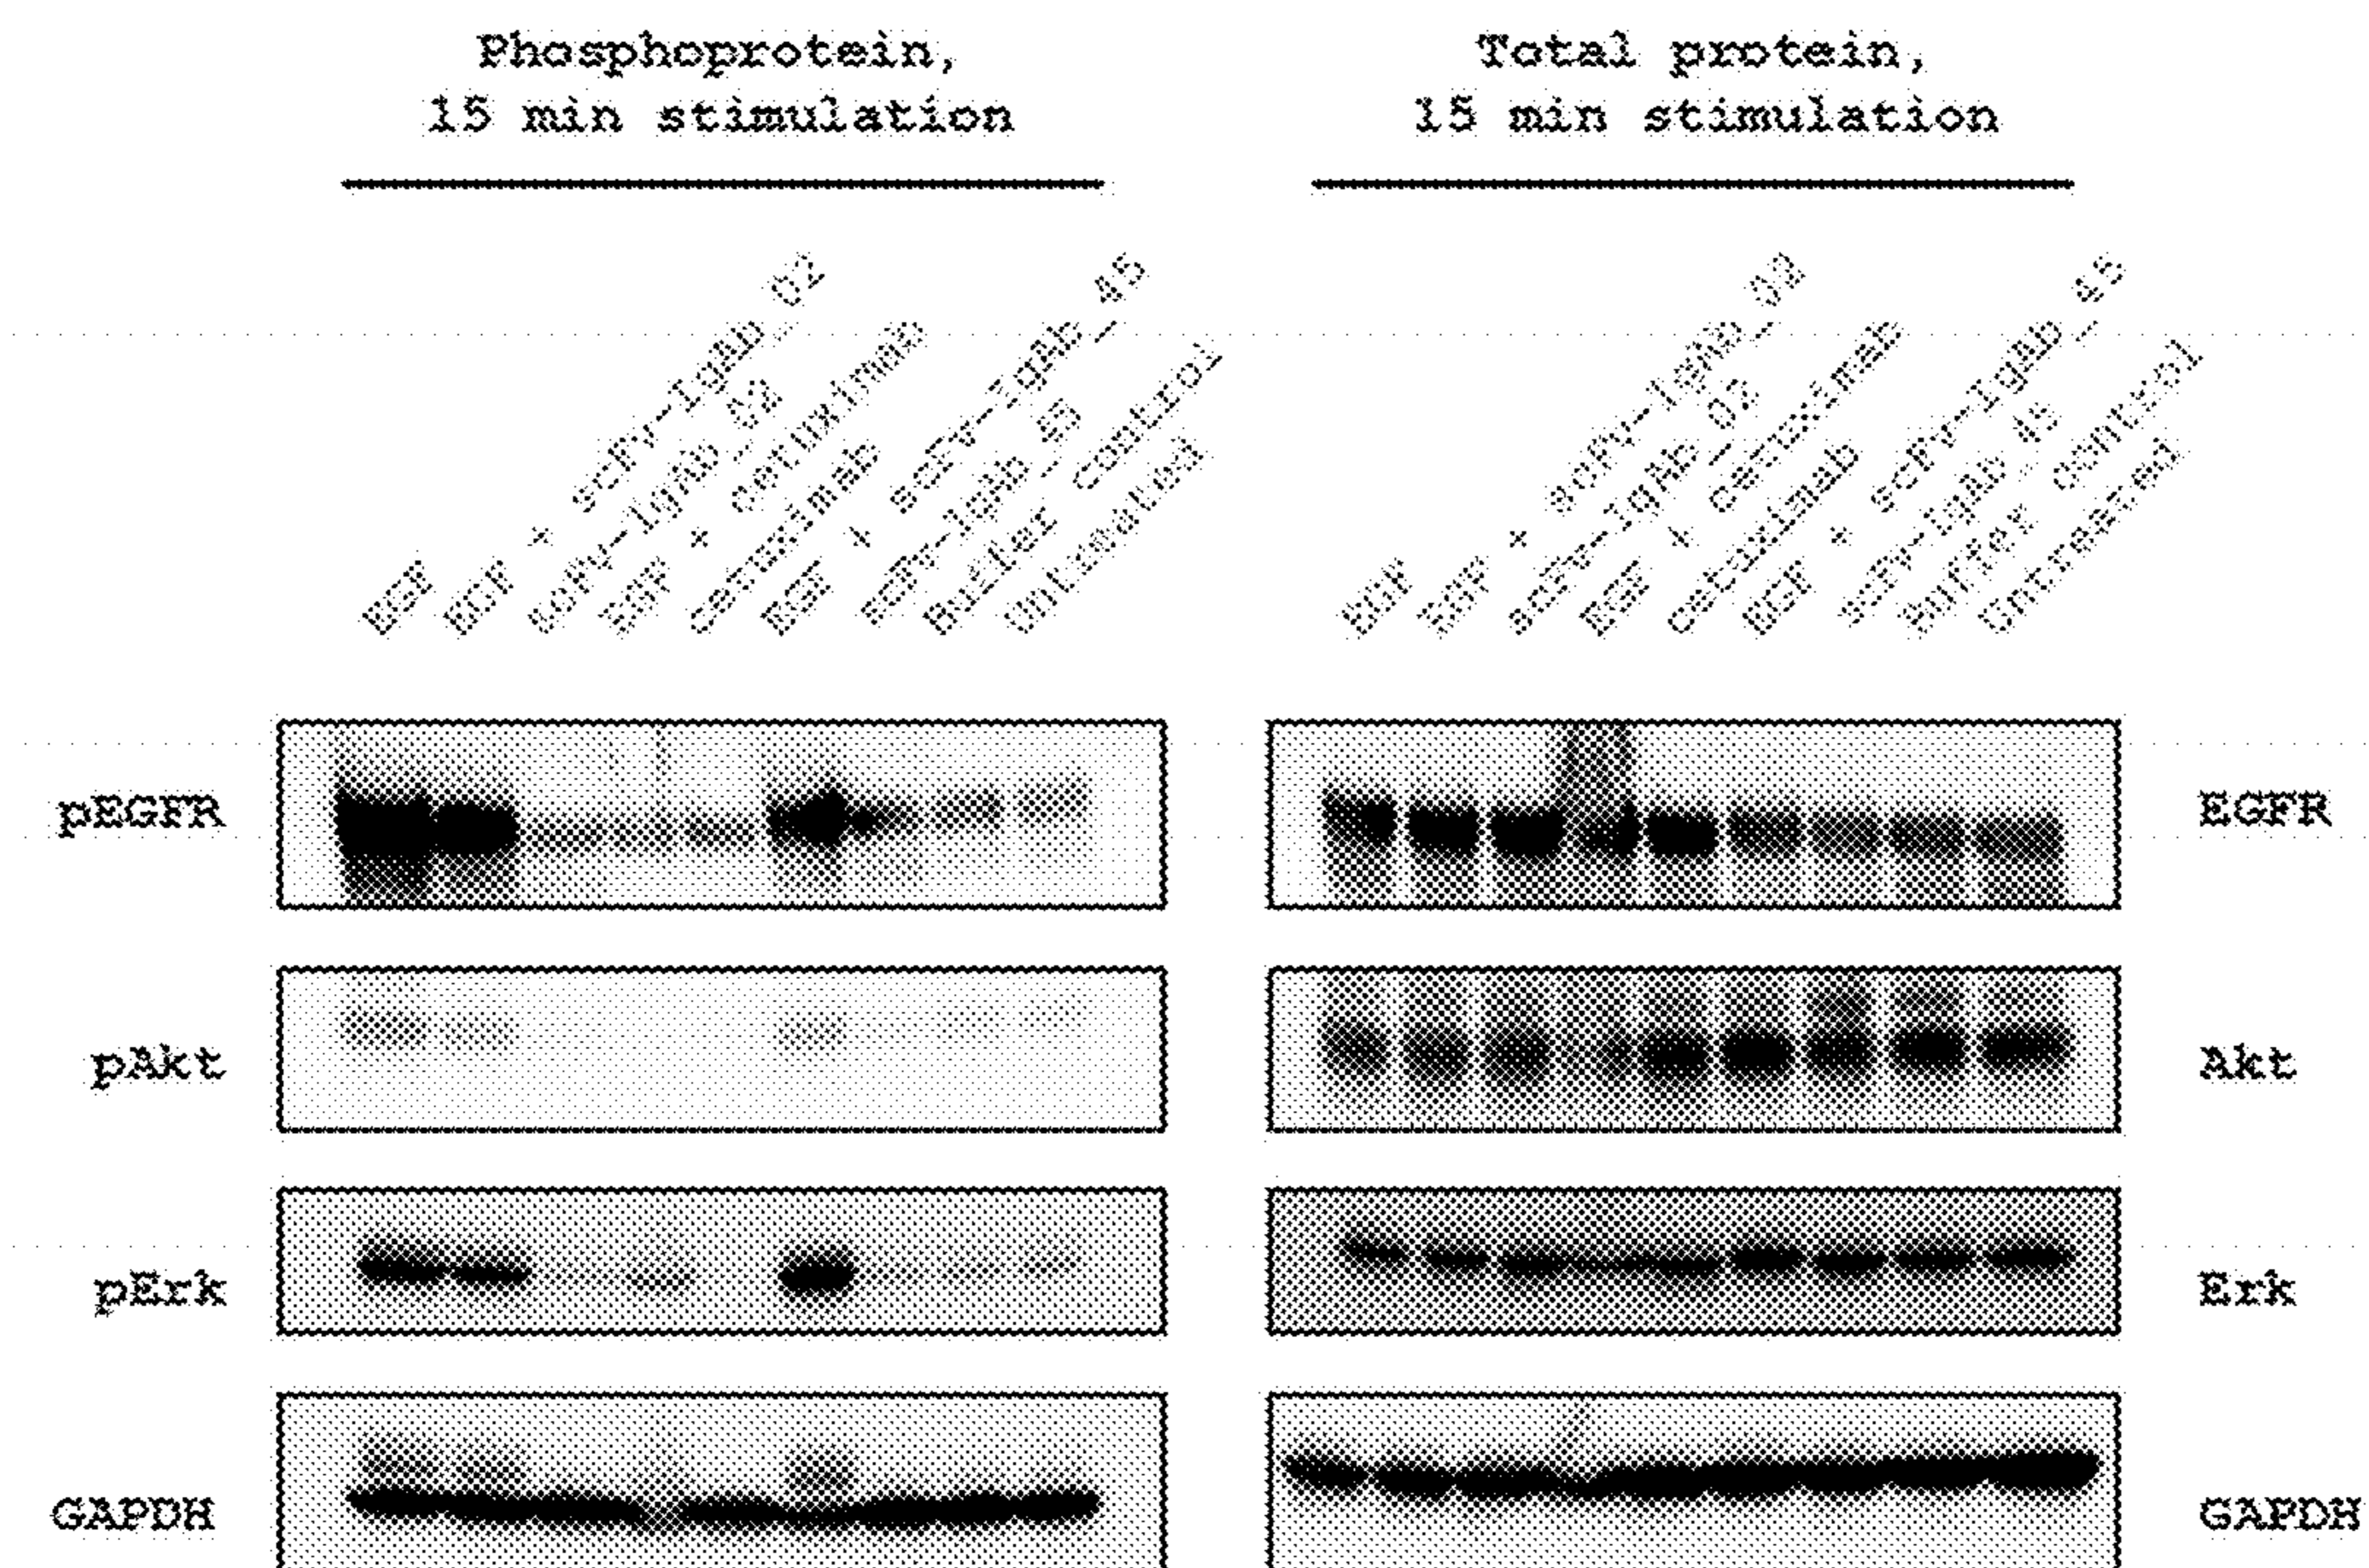 Phosphoprotein,
15 min stimulation
Total protein,
15 min stimulation
EGF
EGF + scFv-IgAb_02
scFv-IgAb_02
EGF + cetuximab
cetuximab
EGF + scFv-IgAb_45
scFv-IgAb_45
Buffer control
Untreated
EGF
EGF + scFv-IgAb_02
scFv-IgAb_02
EGF + cetuximab
cetuximab
EGF + scFv-IgAb_45
scFv-IgAb_45
Buffer control
Untreated
pEGFR
EGFR
pAkt
Akt
pErk
Erk
GAPDH
GAPDH